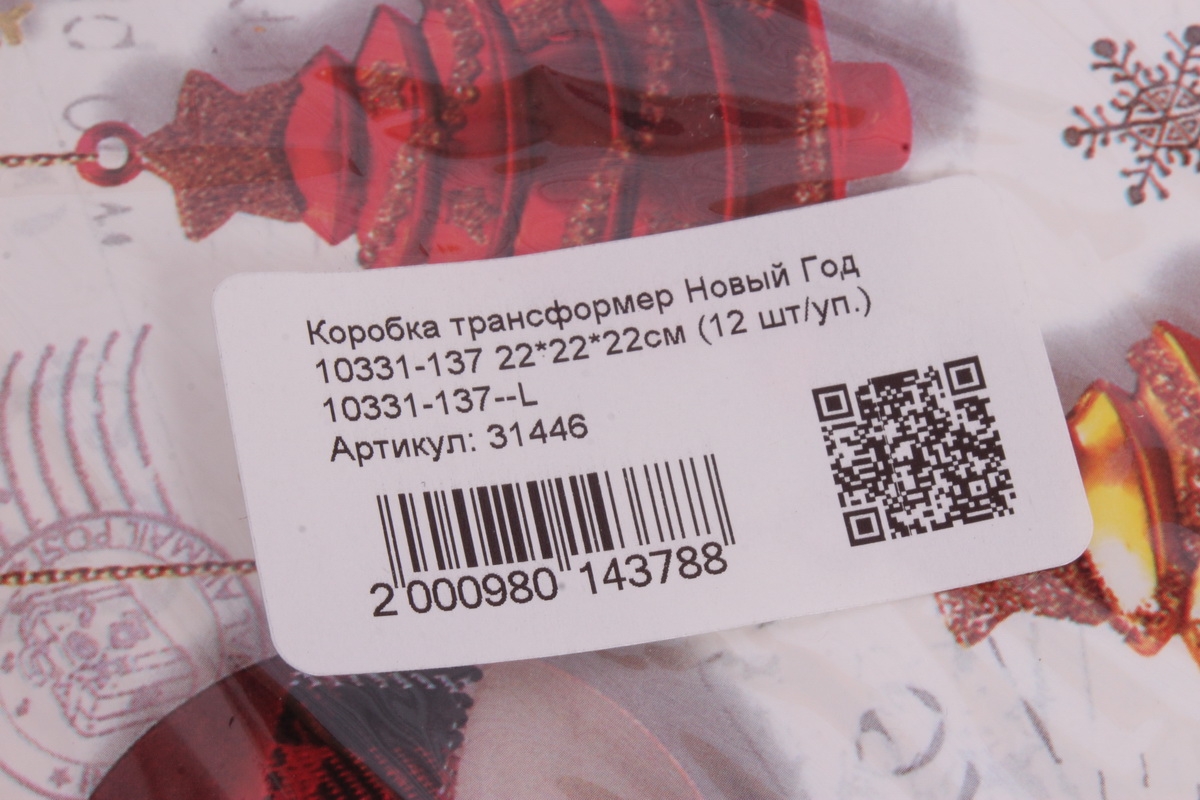 Коробка трансформер Новый Год
10331-137 22*22*22см (12 шт/уп.)
10331-137--L
Артикул: 31446
2 000980 143788